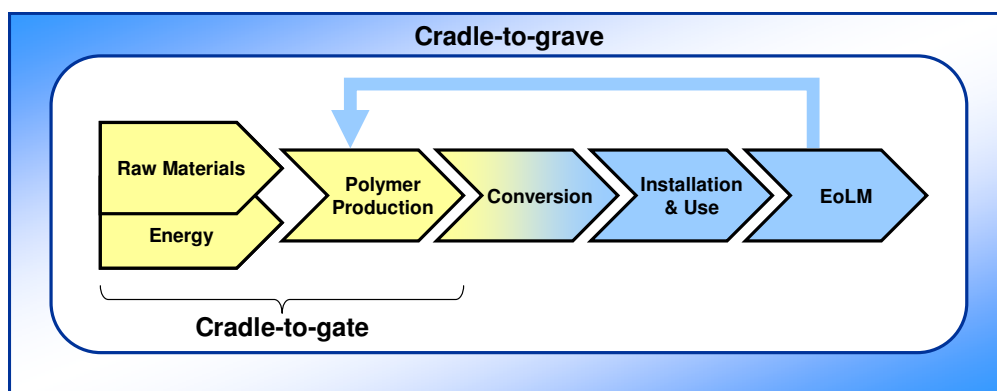 Cradle-to-grave
Raw Materials
Energy
Polymer
Production
Conversion
Installation
& Use
EoLM
Cradle-to-gate